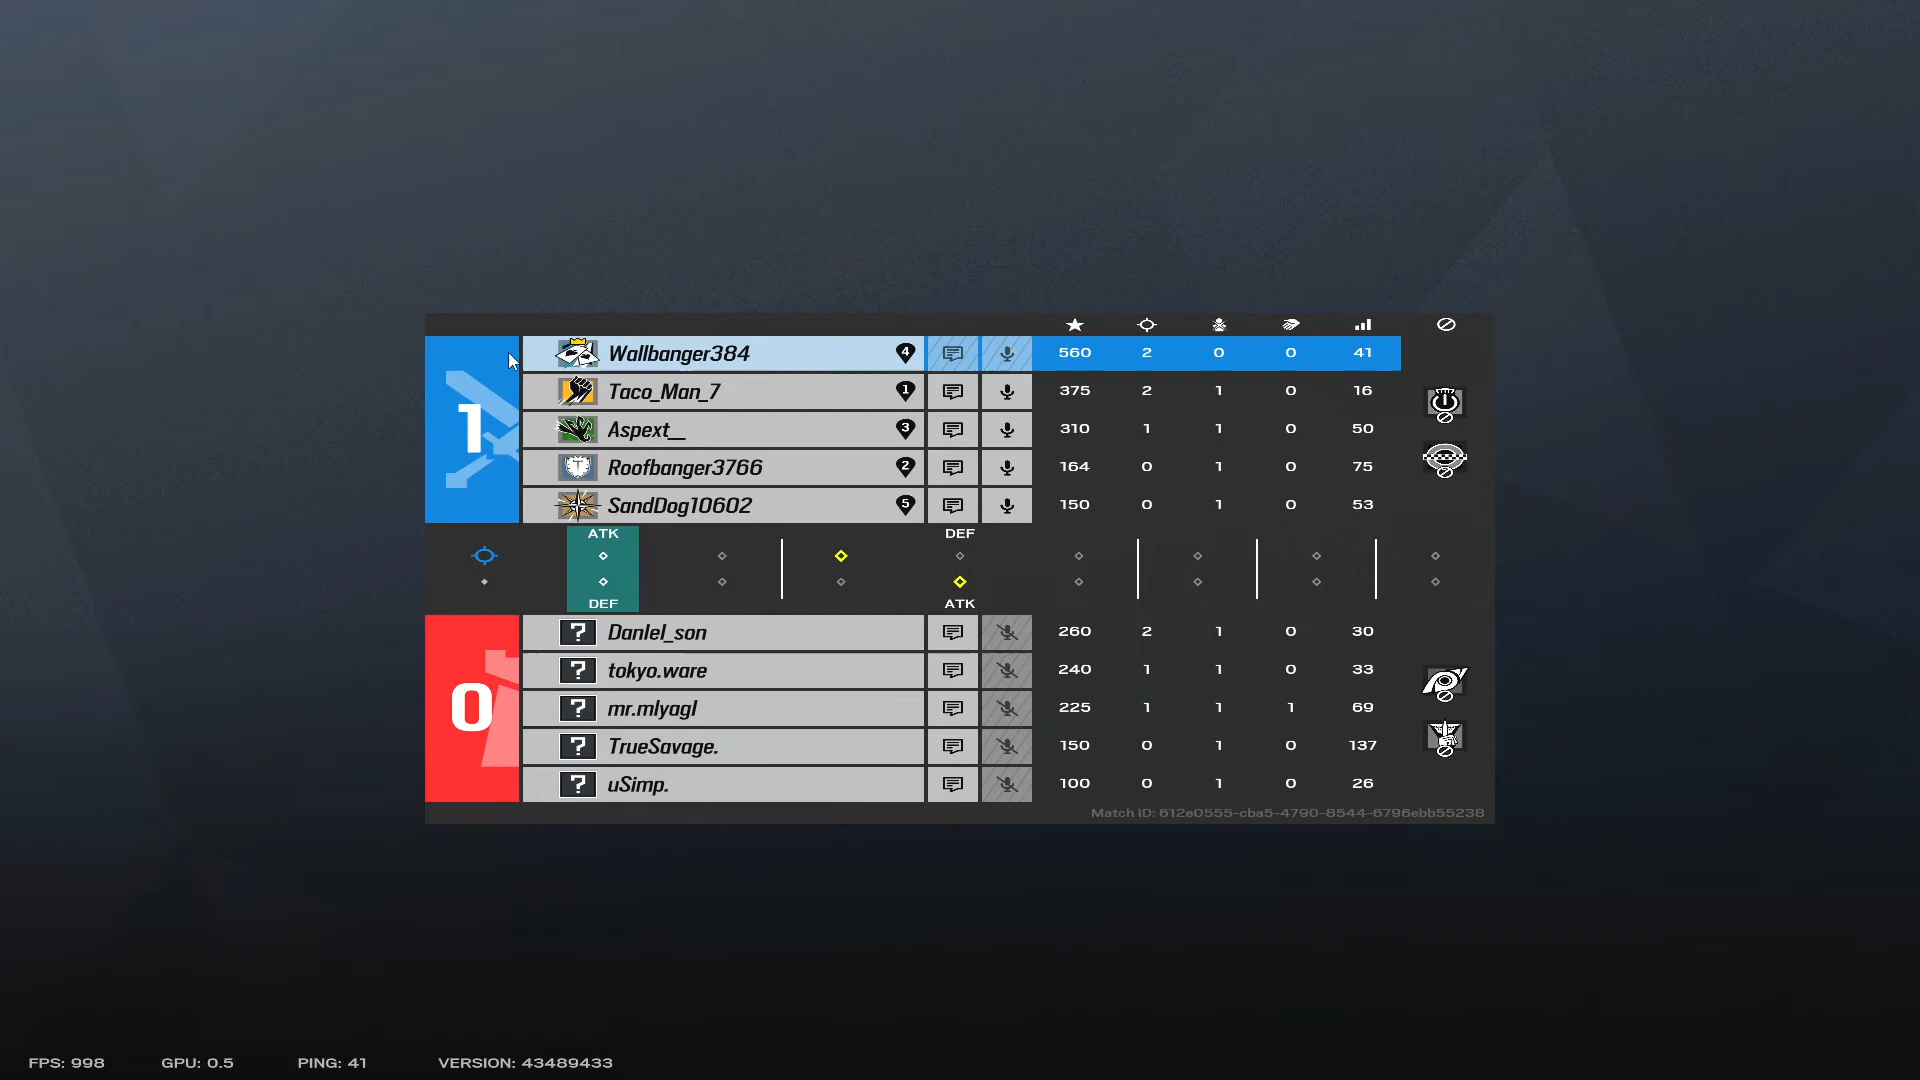 Wallbanger384 4 560 2 0 0 41
Taco_Man_7 1 375 2 1 0 16
1
Aspext__ 3 310 1 1 0 50
Roofbanger3766 2 164 0 1 0 75
SandDog10602 5 150 0 1 0 53
ATK DEF
DEF ATK
DanIel_son 260 2 1 0 30
tokyo.ware 240 1 1 0 33
0
mr.mIyagI 225 1 1 1 69
TrueSavage. 150 0 1 0 137
uSimp. 100 0 1 0 26
Match ID: 612e0555-cba5-4790-8544-6796ebb55238
FPS: 998 GPU: 0.5 PING: 41 VERSION: 43489433